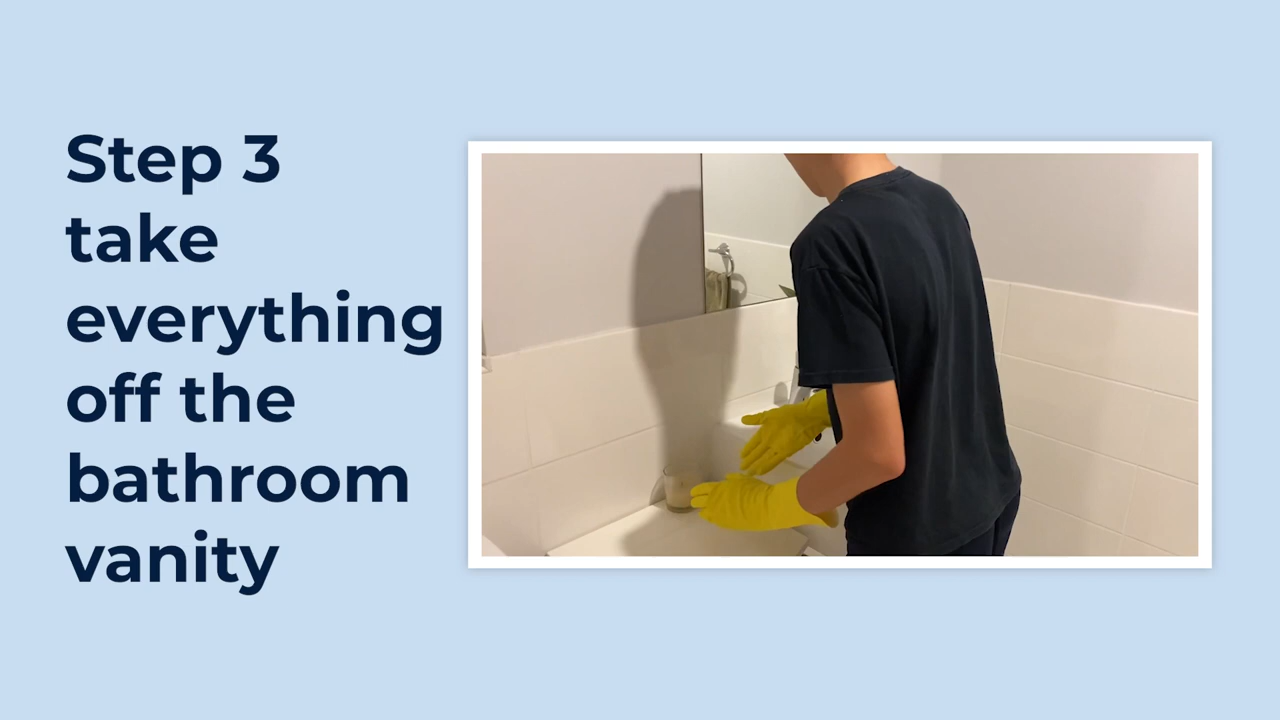 Step 3
take
everything
off the
bathroom
vanity